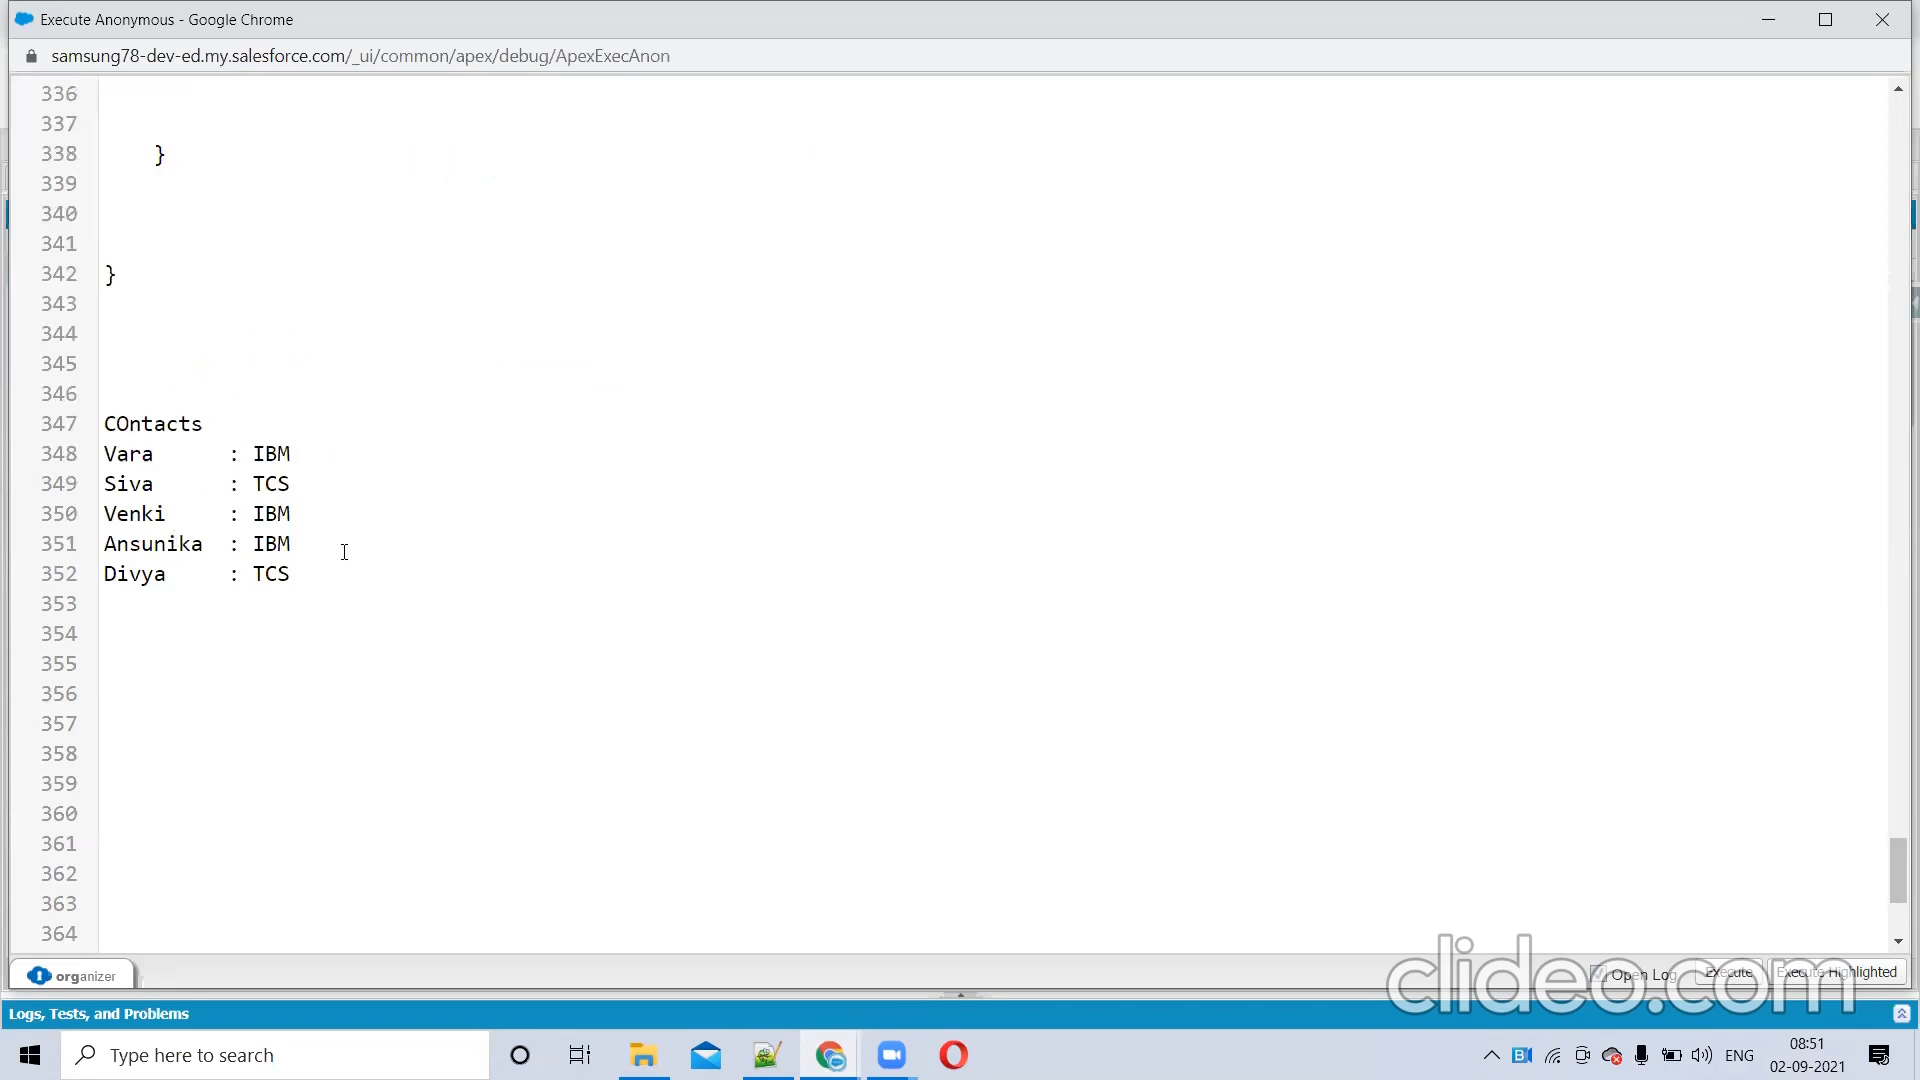 Execute Anonymous - Google Chrome
samsung78-dev-ed.my.salesforce.com/_ui/common/apex/debug/ApexExecAnon
336
337
338 }
339
340
341
342 }
343
344
345
346
347 COntacts
348 Vara : IBM
349 Siva : TCS
350 Venki : IBM
351 Ansunika : IBM
352 Divya : TCS
353
354
355
356
357
358
359
360
361
362
363
364
organizer
Open Log Execute Execute Highlighted
clideo.com
Logs, Tests, and Problems
Type here to search
ENG
08:51
02-09-2021